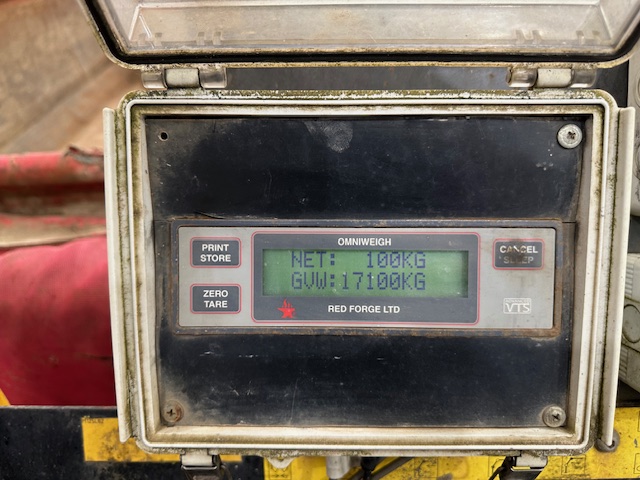 OMNIWEIGH
PRINT
STORE
NET: 100KG
GVW:17100KG
CANCEL
SLEEP
ZERO
TARE
RED FORGE LTD
VTS